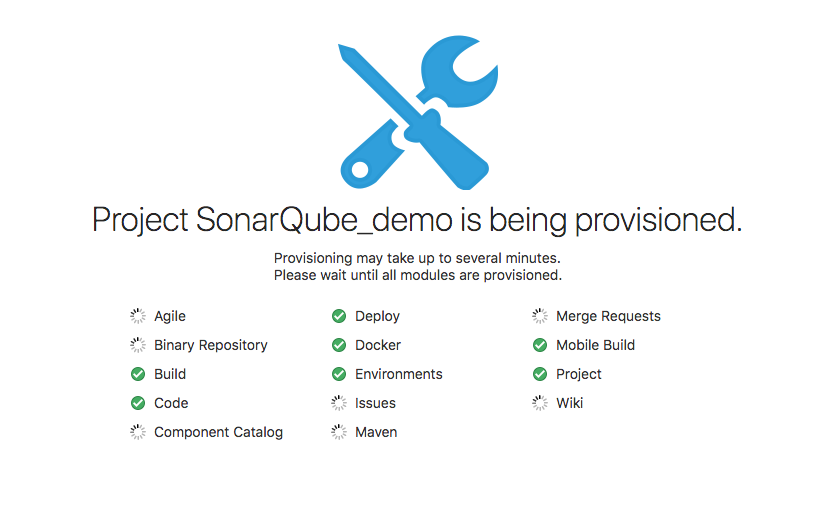 Project SonarQube_demo is being provisioned.
Provisioning may take up to several minutes.
Please wait until all modules are provisioned.
Agile
Binary Repository
Build
Code
Component Catalog
Deploy
Docker
Environments
Issues
Maven
Merge Requests
Mobile Build
Project
Wiki